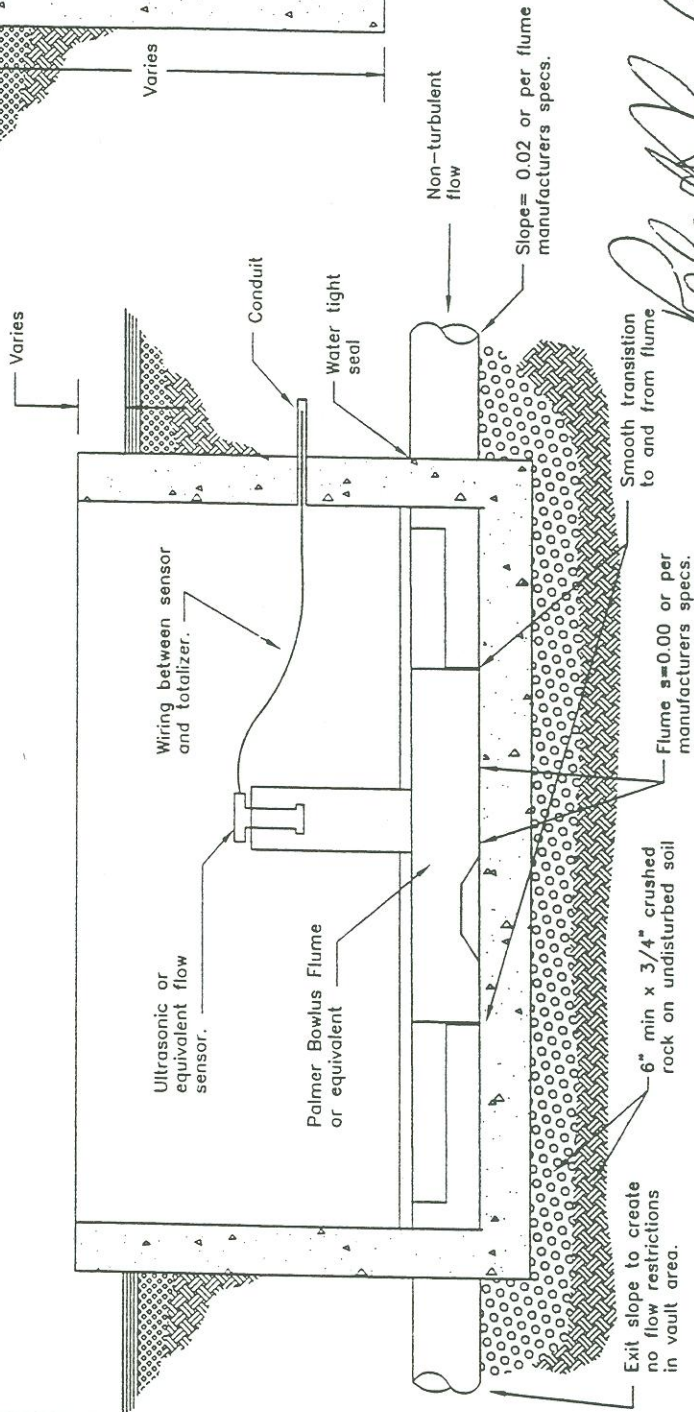 Varies
Varies
Conduit
Wiring between sensor
and totalizer.
Water tight
seal
Non-turbulent
flow
Ultrasonic or
equivalent flow
sensor.
Palmer Bowlus Flume
or equivalent
Slope= 0.02 or per flume
manufacturers specs.
Exit slope to create
no flow restrictions
in vault area.
6" min x 3/4" crushed
rock on undisturbed soil
Flume s=0.00 or per
manufacturers specs.
Smooth transistion
to and from flume